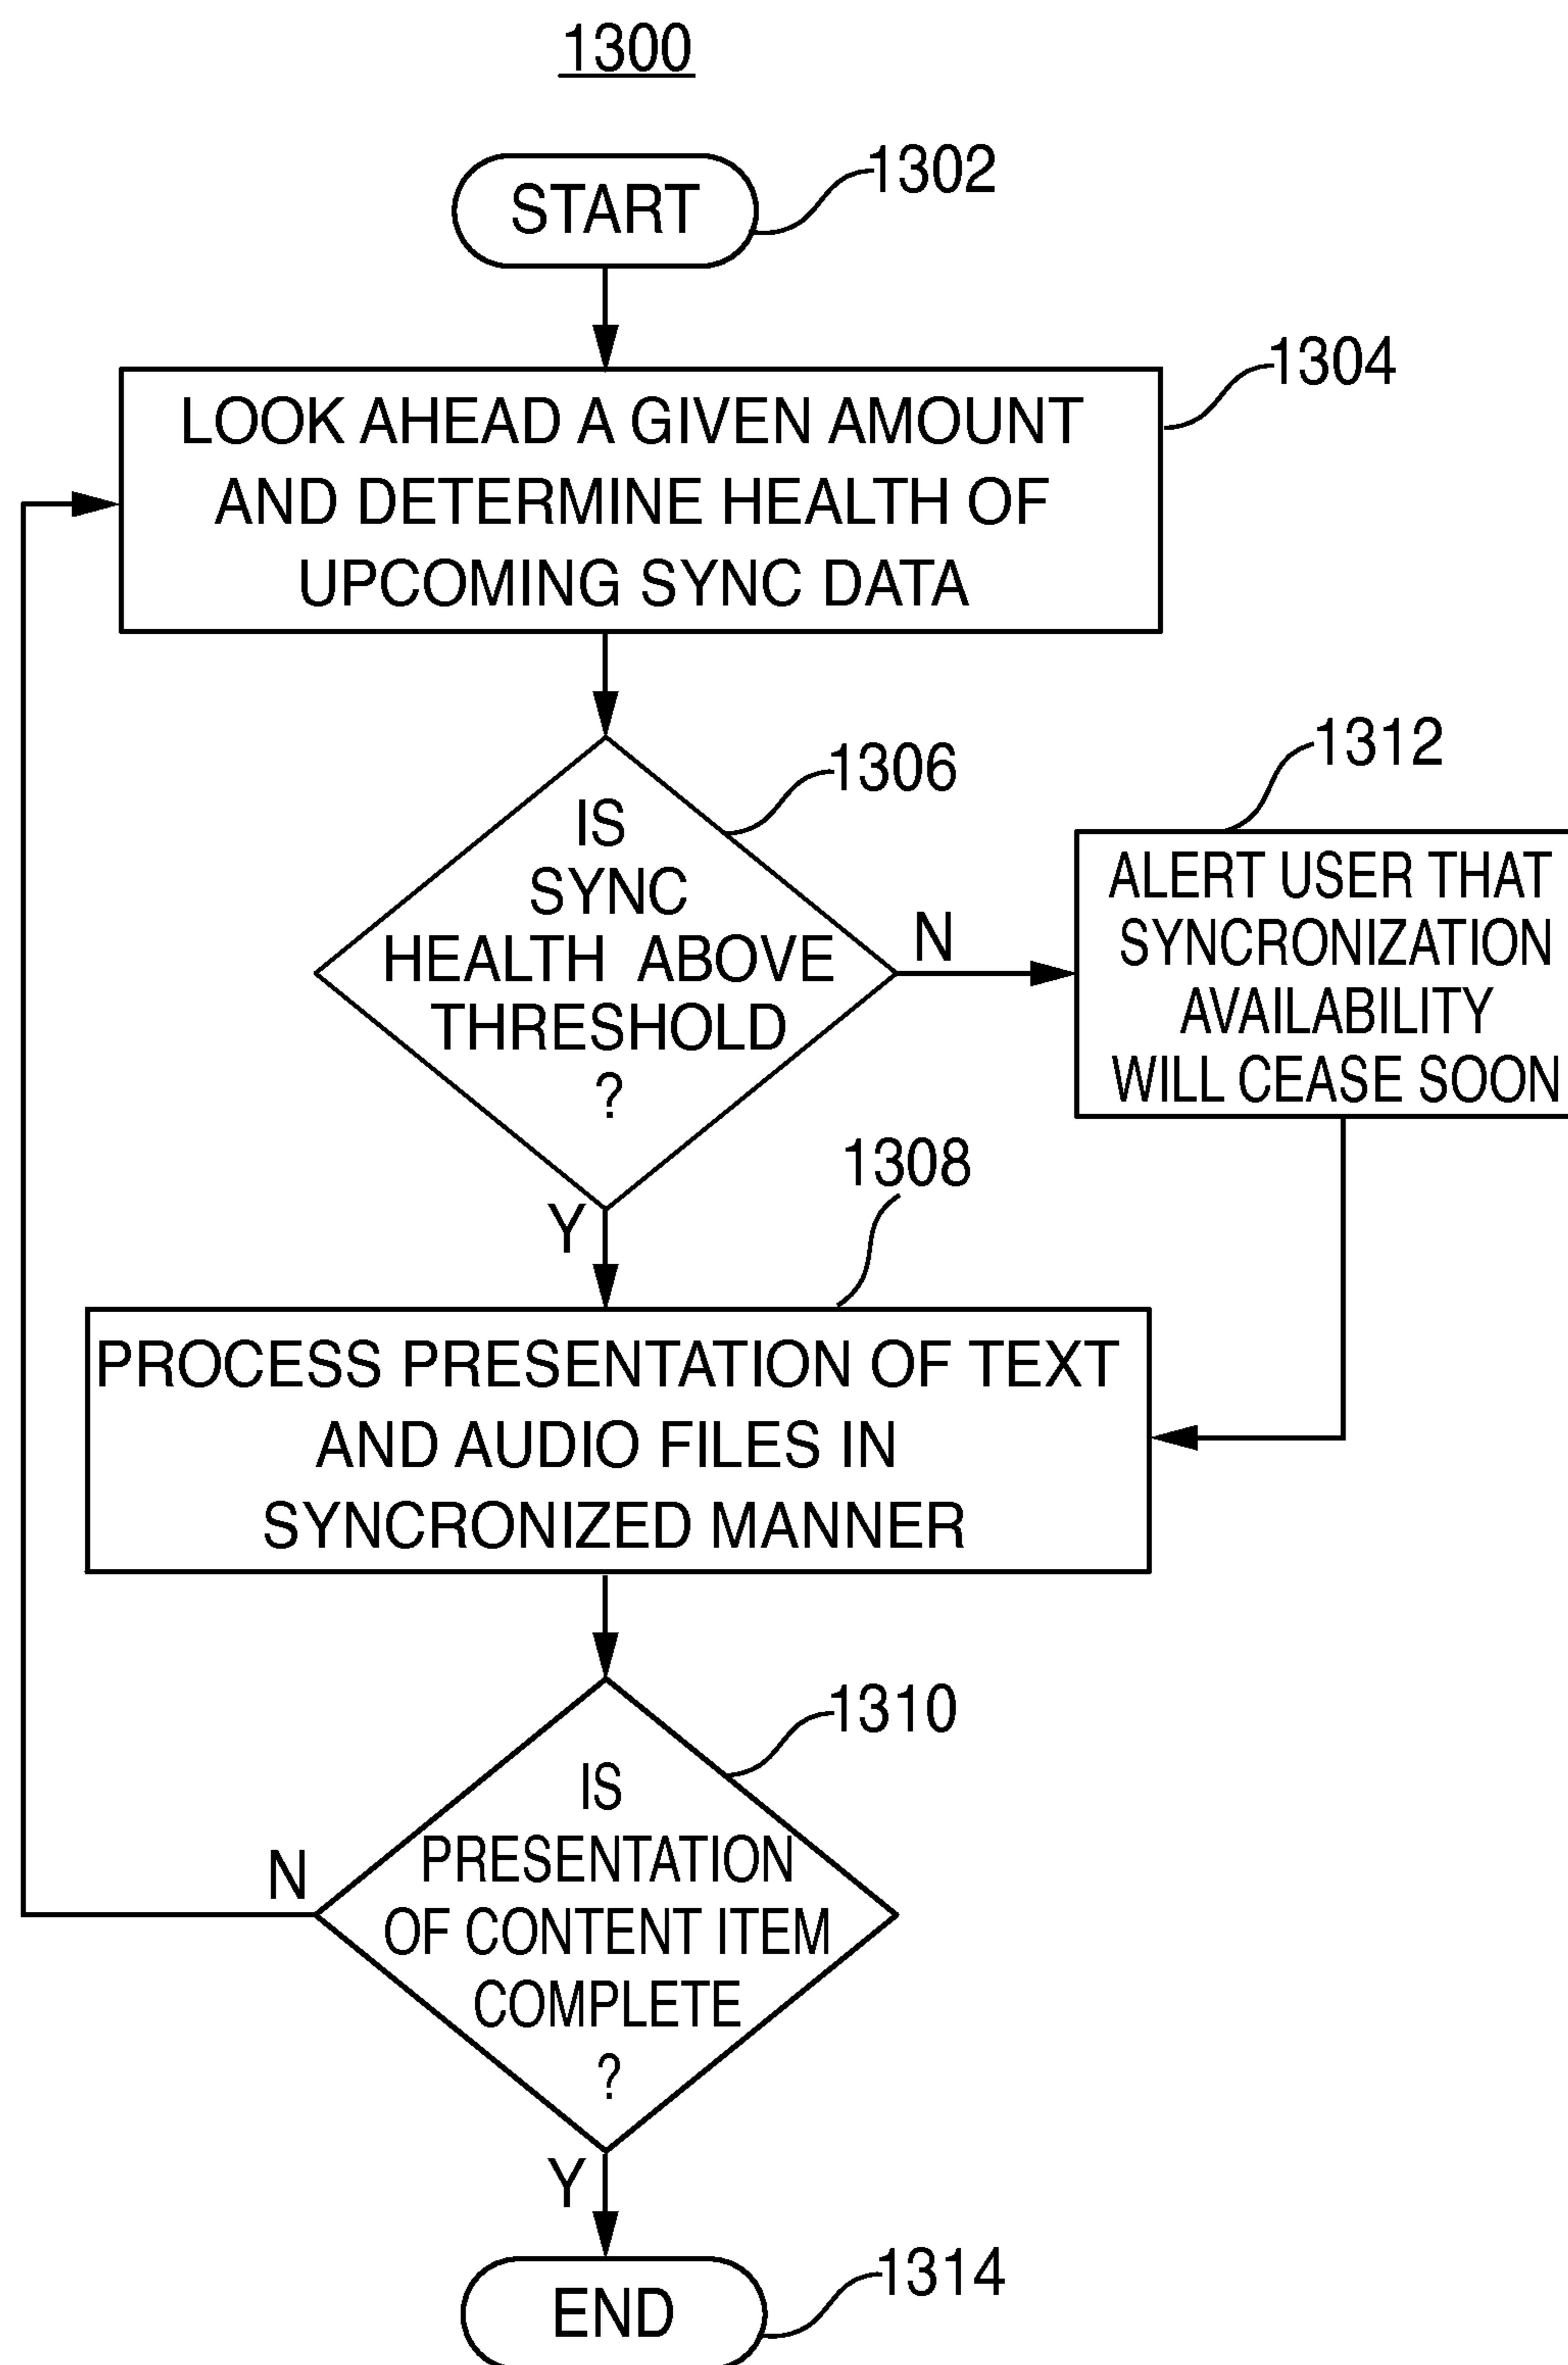 1300
START
1302
LOOK AHEAD A GIVEN AMOUNT
AND DETERMINE HEALTH OF
UPCOMING SYNC DATA
1304
IS
SYNC
HEALTH ABOVE
THRESHOLD
?
1306
N
ALERT USER THAT
SYNCRONIZATION
AVAILABILITY
WILL CEASE SOON
1312
Y
PROCESS PRESENTATION OF TEXT
AND AUDIO FILES IN
SYNCRONIZED MANNER
1308
IS
PRESENTATION
OF CONTENT ITEM
COMPLETE
?
1310
N
Y
END
1314